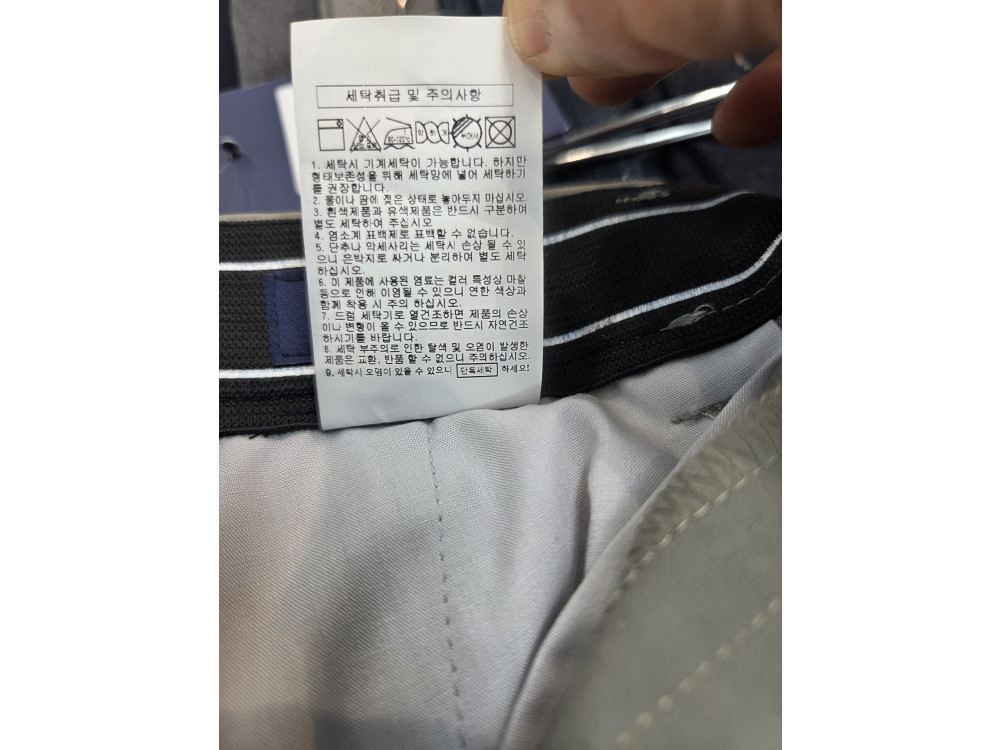 세탁취급 및 주의사항
80-120℃
약하게
1. 세탁시 기계세탁이 가능합니다. 하지만
형태보존성을 위해 세탁망에 넣어 세탁하기
를 권장합니다.
2. 물이나 땀에 젖은 상태로 놓아두지 마십시오.
3. 흰색제품과 유색제품은 반드시 구분하여
별도 세탁하여 주십시오
4. 염소계 표백제로 표백할 수 없습니다.
5. 단추나 악세사리는 세탁시 손상 될 수 있
으니 은박지로 싸거나 분리하여 별도 세탁
하십시오.
6. 이 제품에 사용된 염료는 컬러 특성상 마찰
등으로 인해 이염될 수 있으니 연한 색상과
함께 착용 시 주의 하십시오.
7. 드럼 세탁기로 열건조하면 제품의 손상
이나 변형이 올 수 있으므로 반드시 자연건조
하시기를 바랍니다.
8. 세탁 부주의로 인한 탈색 및 오염이 발생한
제품은 교환, 반품 할 수 없으니 주의하십시오.
9. 세탁시 오염이 있을 수 있으니 단독세탁 하세요!